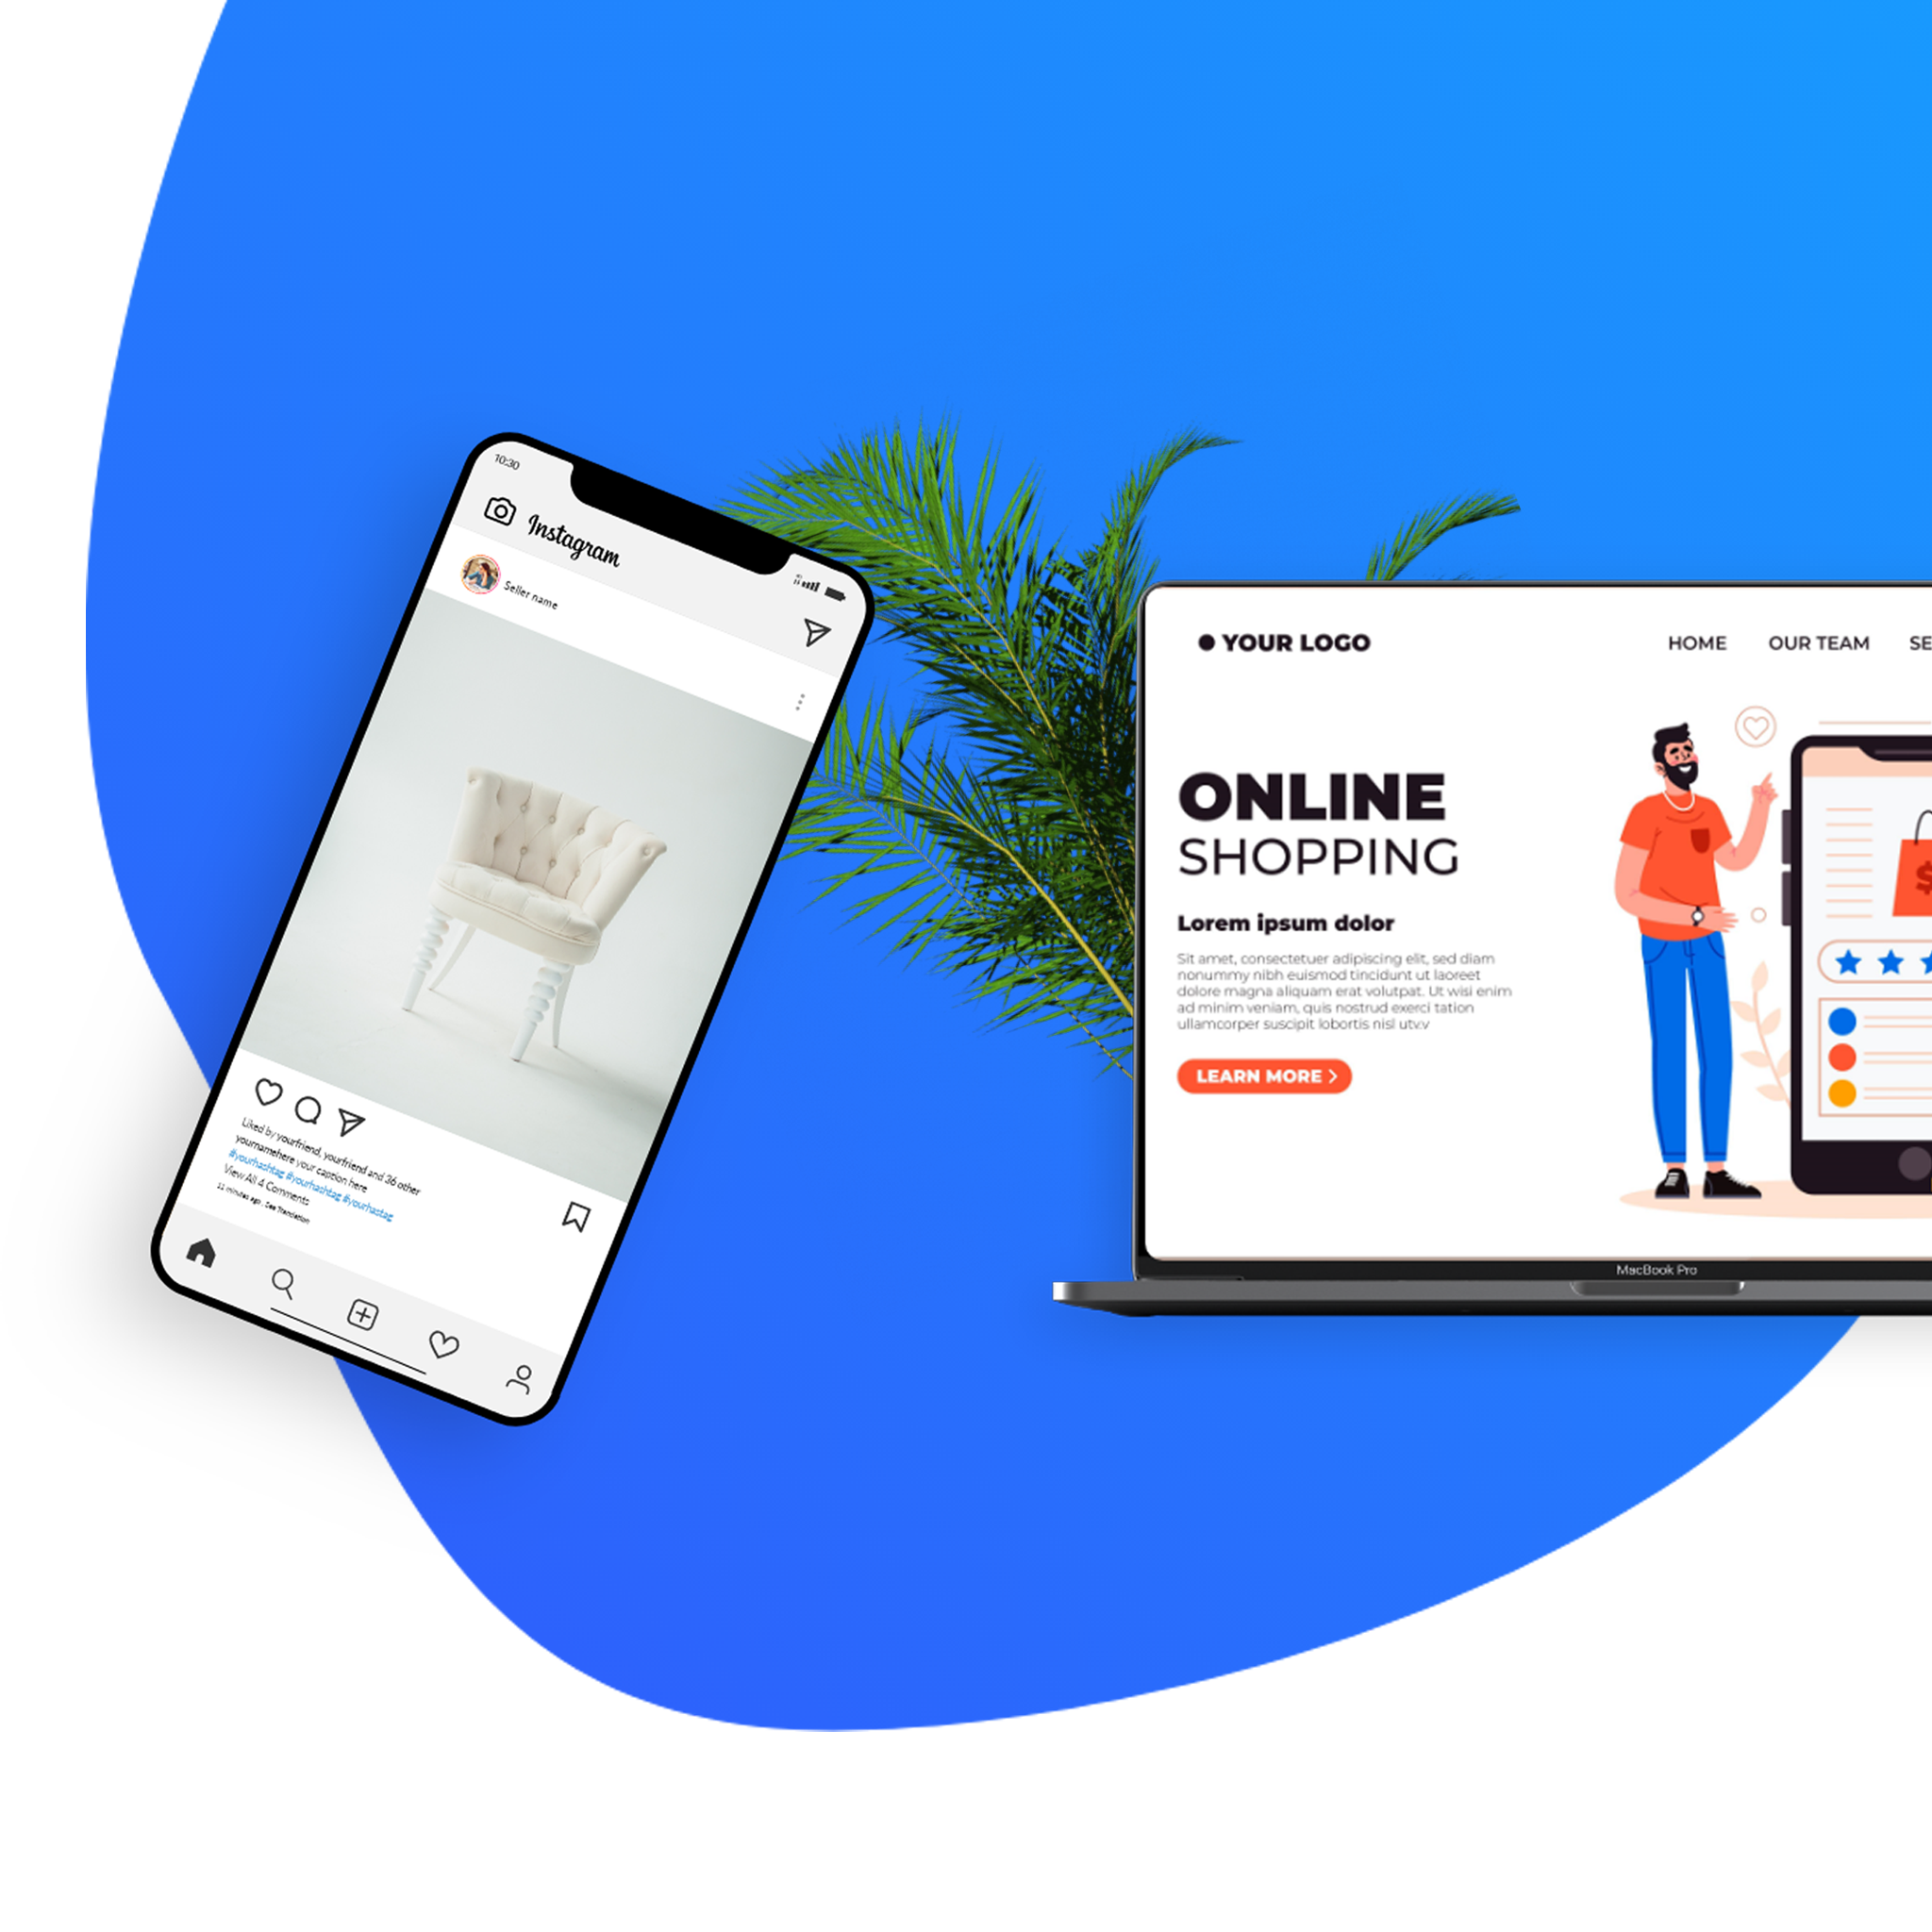 10:30
Instagram
Seller name
Liked by yourfriend, yourfriend and 36 other
yournamehere your caption here
#yourhashtag #yourhashtag #yourhastag
View All 4 Comments
11 minutes ago . See Translation
YOUR LOGO
HOME
OUR TEAM
SE
ONLINE
SHOPPING
Lorem ipsum dolor
Sit amet, consectetuer adipiscing elit, sed diam
nonummy nibh euismod tincidunt ut laoreet
dolore magna aliquam erat volutpat. Ut wisi enim
ad minim veniam, quis nostrud exerci tation
ullamcorper suscipit lobortis nisl utvv
LEARN MORE >
$
MacBook Pro